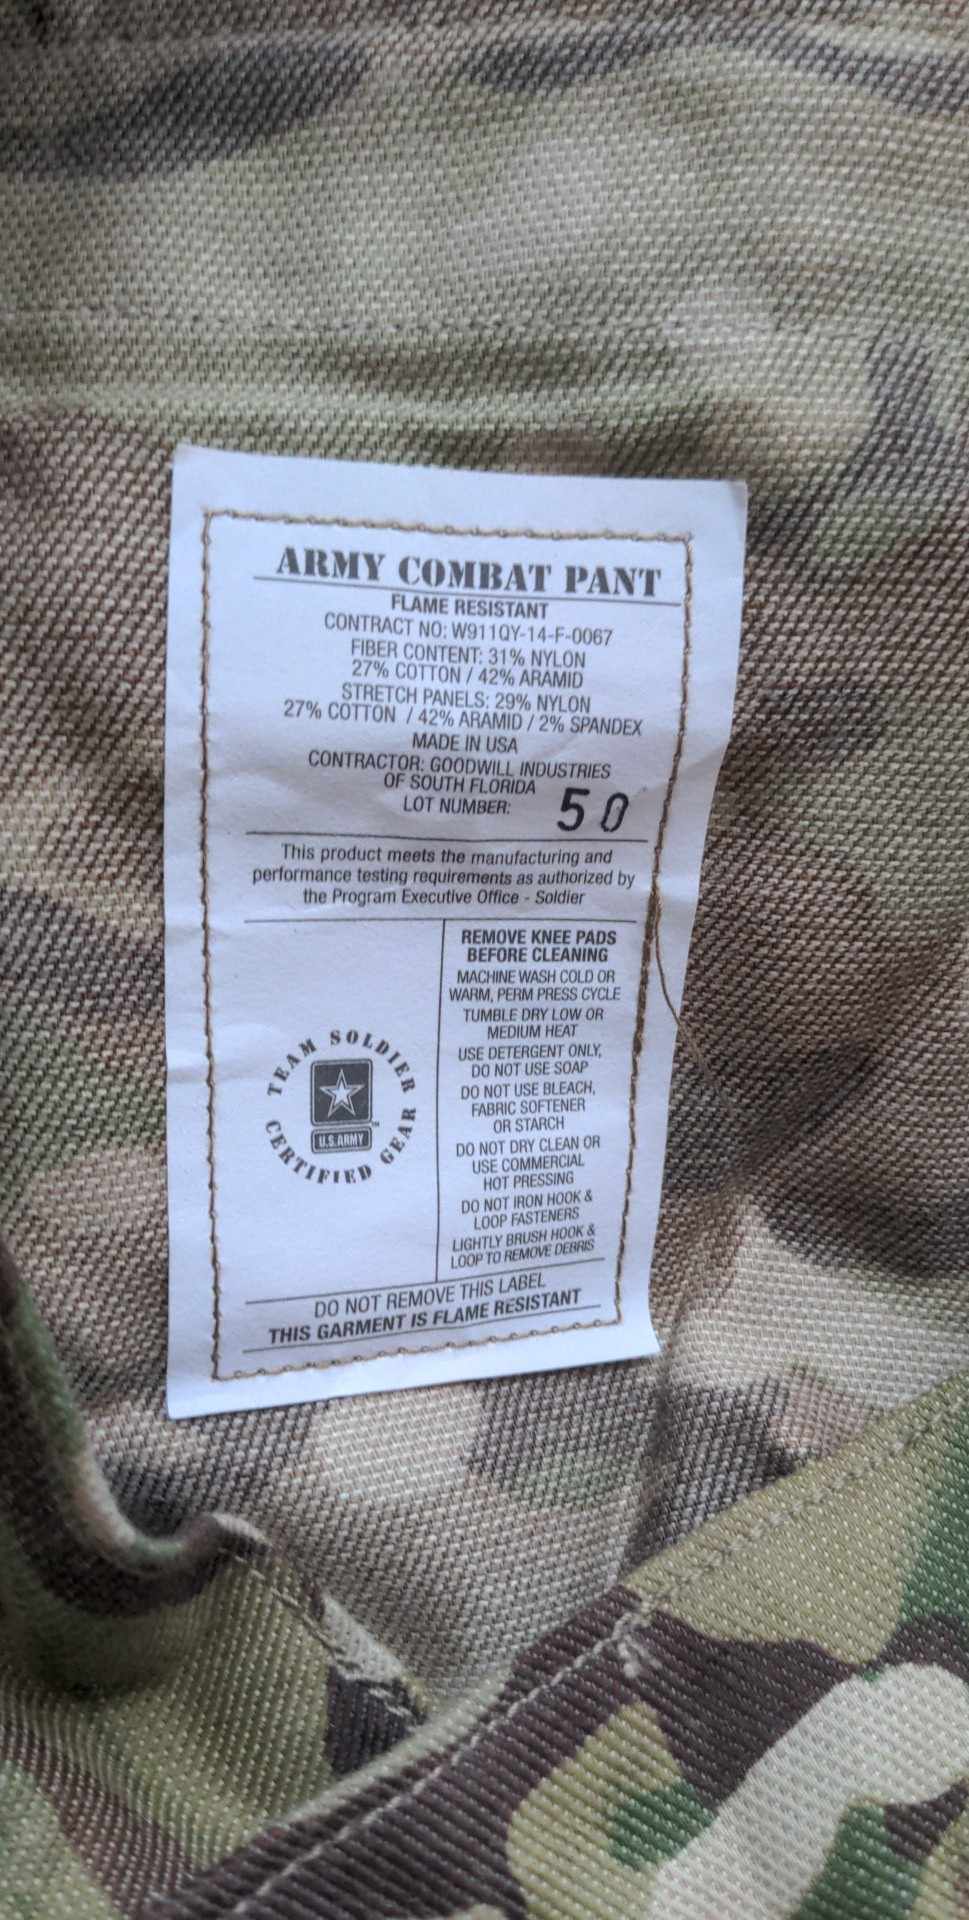 ARMY COMBAT PANT
FLAME RESISTANT
CONTRACT NO: W911QY-14-F-0067
FIBER CONTENT: 31% NYLON
27% COTTON / 42% ARAMID
STRETCH PANELS: 29% NYLON
27% COTTON / 42% ARAMID / 2% SPANDEX
MADE IN USA
CONTRACTOR: GOODWILL INDUSTRIES
OF SOUTH FLORIDA
LOT NUMBER: 50
This product meets the manufacturing and
performance testing requirements as authorized by
the Program Executive Office - Soldier
TEAM SOLDIER
U.S.ARMY
TM
CERTIFIED GEAR
REMOVE KNEE PADS
BEFORE CLEANING
MACHINE WASH COLD OR
WARM, PERM PRESS CYCLE
TUMBLE DRY LOW OR
MEDIUM HEAT
USE DETERGENT ONLY,
DO NOT USE SOAP
DO NOT USE BLEACH,
FABRIC SOFTENER
OR STARCH
DO NOT DRY CLEAN OR
USE COMMERCIAL
HOT PRESSING
DO NOT IRON HOOK &
LOOP FASTENERS
LIGHTLY BRUSH HOOK &
LOOP TO REMOVE DEBRIS
DO NOT REMOVE THIS LABEL
THIS GARMENT IS FLAME RESISTANT